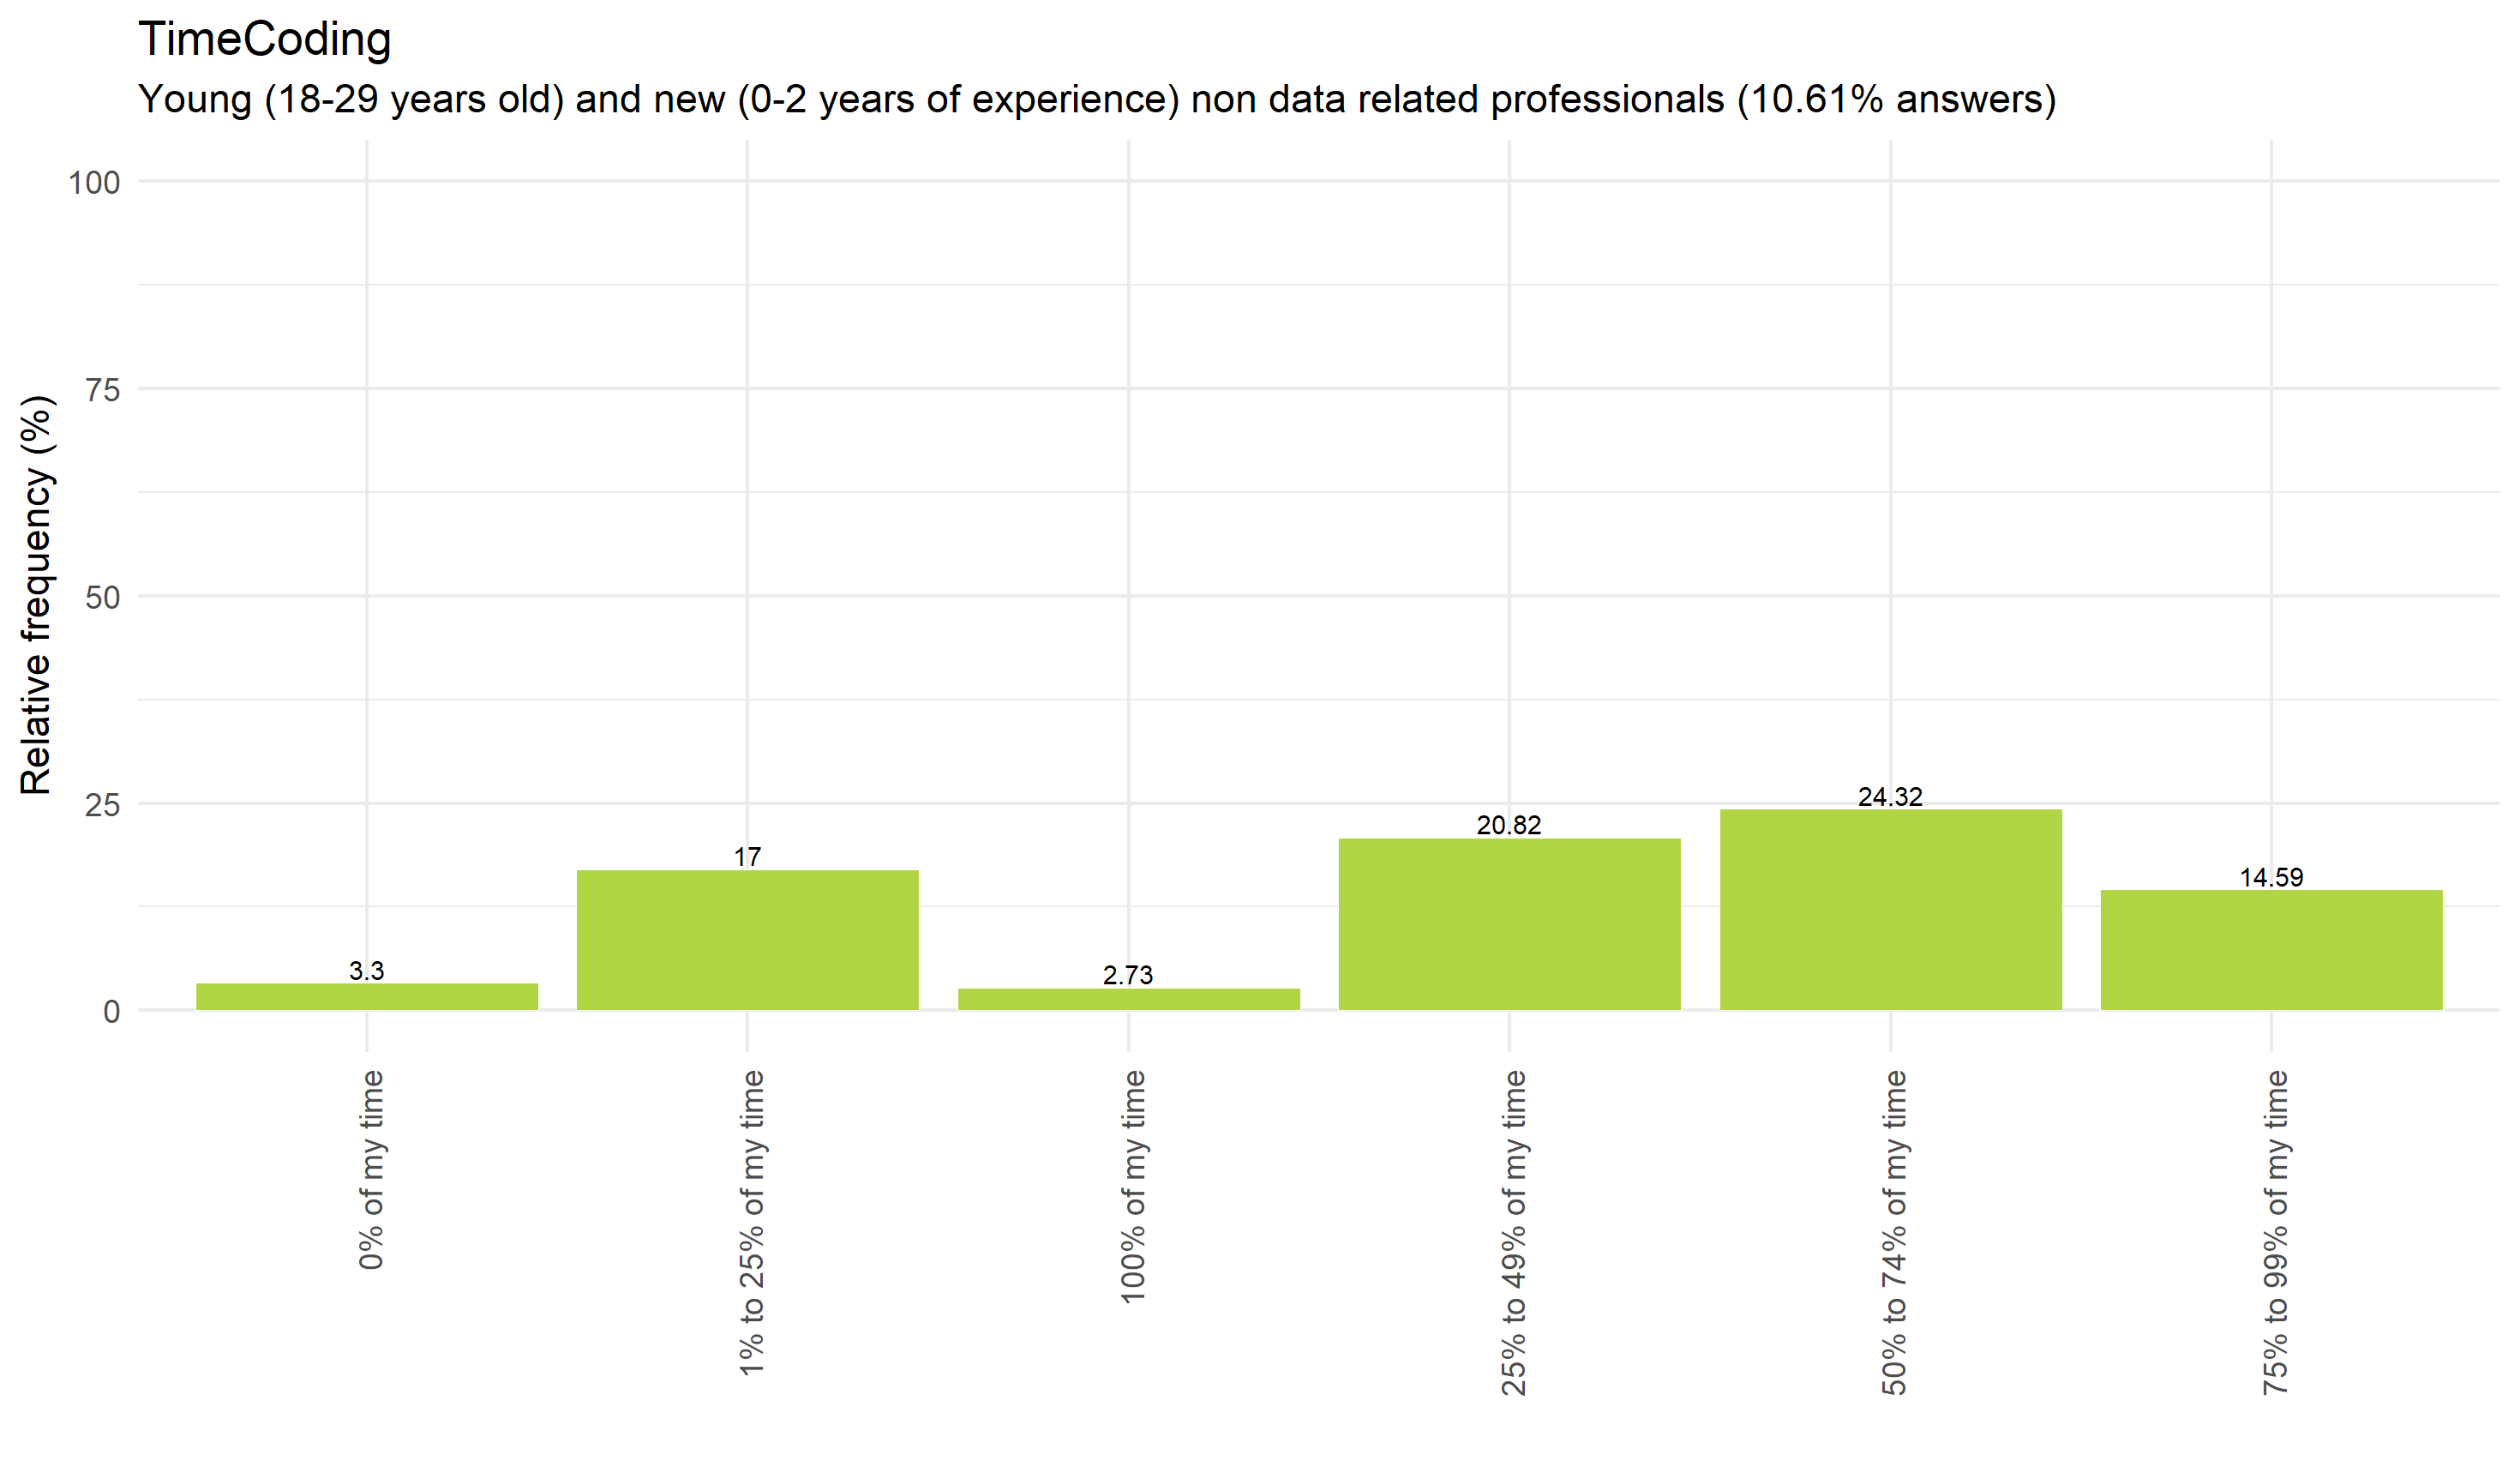 TimeCoding
Young (18-29 years old) and new (0-2 years of experience) non data related professionals (10.61% answers)
Relative frequency (%)
100
75
50
25
0
3.3
17
2.73
20.82
24.32
14.59
0% of my time
1% to 25% of my time
100% of my time
25% to 49% of my time
50% to 74% of my time
75% to 99% of my time